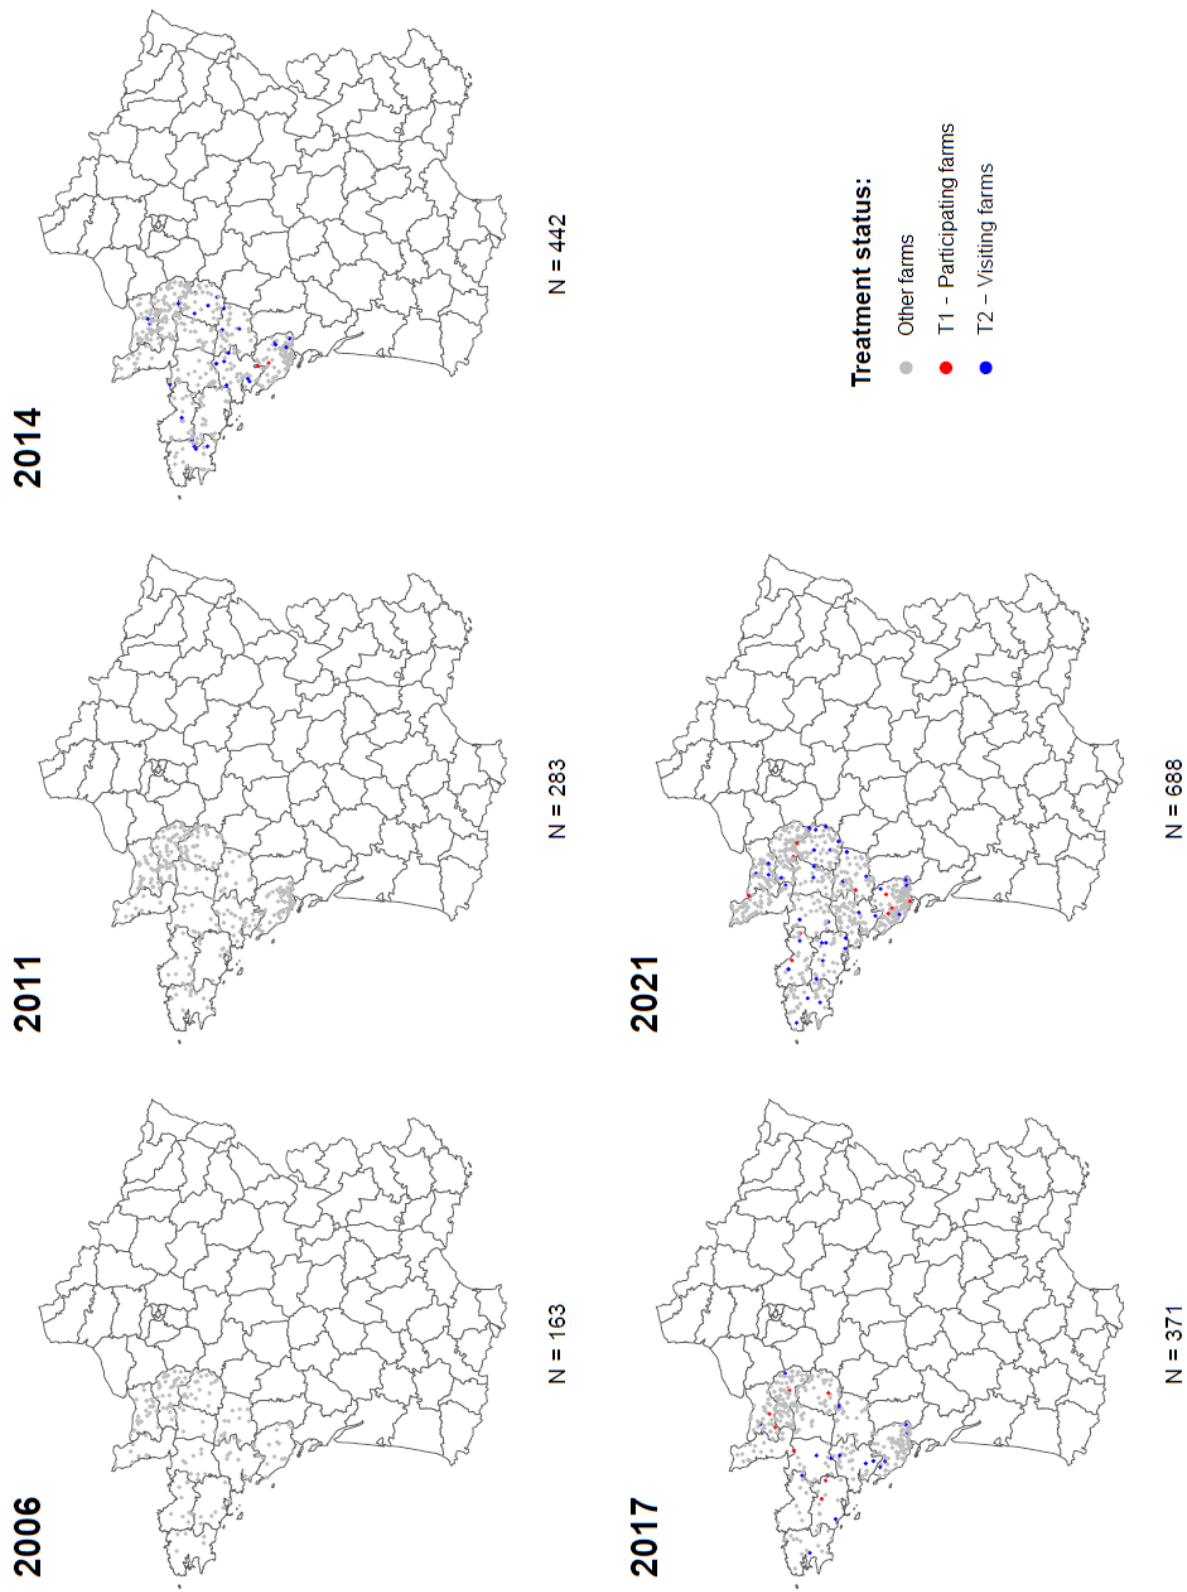 2006
N = 163
2011
N = 283
2014
N = 442
2017
N = 371
2021
N = 688
Treatment status:
Other farms
T1 - Participating farms
T2 – Visiting farms